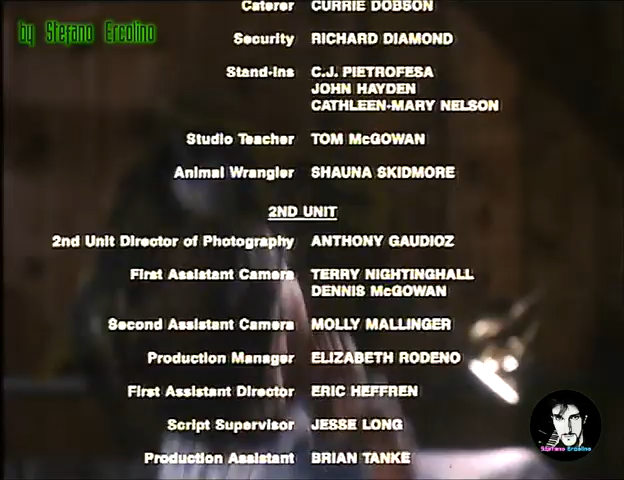 by Stefano Ercolino
Caterer CURRIE DOBSON
Security RICHARD DIAMOND
Stand-Ins C.J. PIETROFESA
JOHN HAYDEN
CATHLEEN-MARY NELSON
Studio Teacher TOM McGOWAN
Animal Wrangler SHAUNA SKIDMORE
2ND UNIT
2nd Unit Director of Photography ANTHONY GAUDIOZ
First Assistant Camera TERRY NIGHTINGHALL
DENNIS McGOWAN
Second Assistant Camera MOLLY MALLINGER
Production Manager ELIZABETH RODENO
First Assistant Director ERIC HEFFREN
Script Supervisor JESSE LONG
Production Assistant BRIAN TANKE
Stefano Ercolino